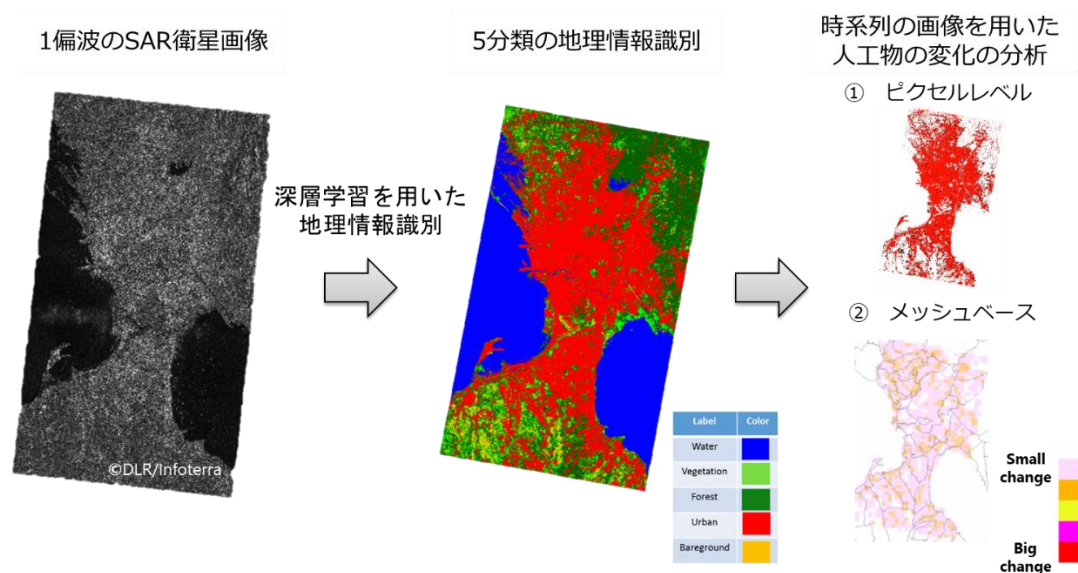 1偏波のSAR衛星画像
5分類の地理情報識別
時系列の画像を用いた
人工物の変化の分析
① ピクセルレベル
深層学習を用いた
地理情報識別
② メッシュベース
©DLR/Infoterra
Label Color
Water
Vegetation
Forest
Urban
Bareground
Small
change
Big
change